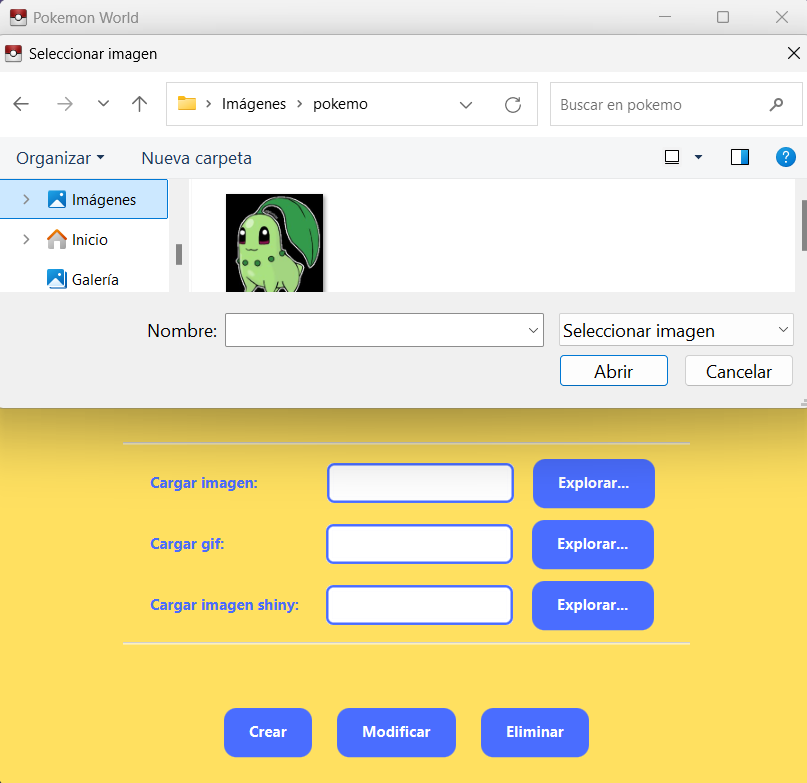 Pokemon World
Seleccionar imagen
Imágenes > pokemo
Buscar en pokemo
Organizar
Nueva carpeta
?
Imágenes
Inicio
Galería
Nombre:
Seleccionar imagen
Abrir
Cancelar
Cargar imagen:
Explorar...
Cargar gif:
Explorar...
Cargar imagen shiny:
Explorar...
Crear
Modificar
Eliminar